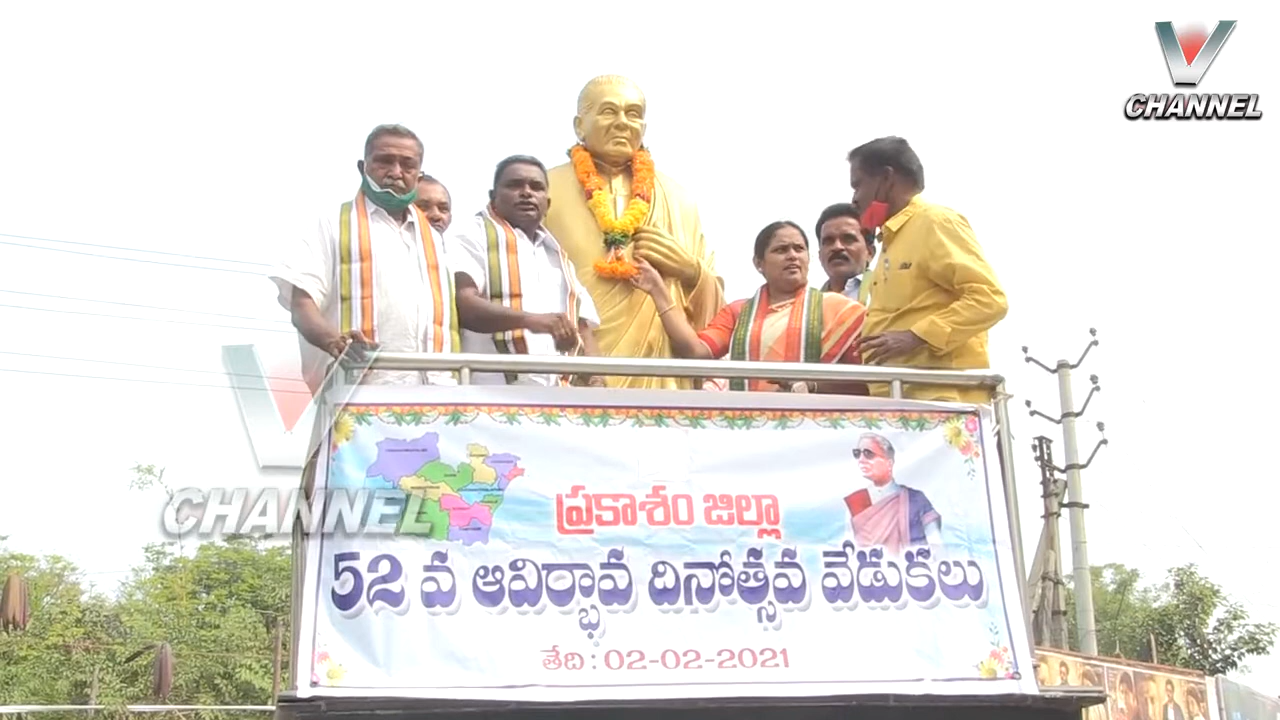 V
CHANNEL
V
CHANNEL
ప్రకాశం జిల్లా
52 వ ఆవిర్భావ దినోత్సవ వేడుకలు
తేది : 02-02-2021